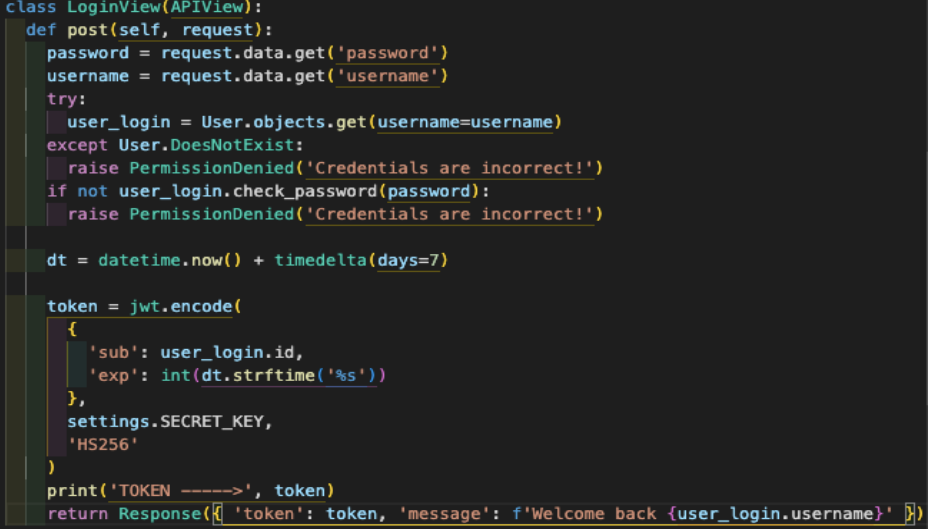 class LoginView(APIView):
  def post(self, request):
    password = request.data.get('password')
    username = request.data.get('username')
    try:
      user_login = User.objects.get(username=username)
    except User.DoesNotExist:
      raise PermissionDenied('Credentials are incorrect!')
    if not user_login.check_password(password):
      raise PermissionDenied('Credentials are incorrect!')

    dt = datetime.now() + timedelta(days=7)

    token = jwt.encode(
      {
        'sub': user_login.id,
        'exp': int(dt.strftime('%s'))
      },
      settings.SECRET_KEY,
      'HS256'
    )
    print('TOKEN ----->', token)
    return Response({ 'token': token, 'message': f'Welcome back {user_login.username}' })